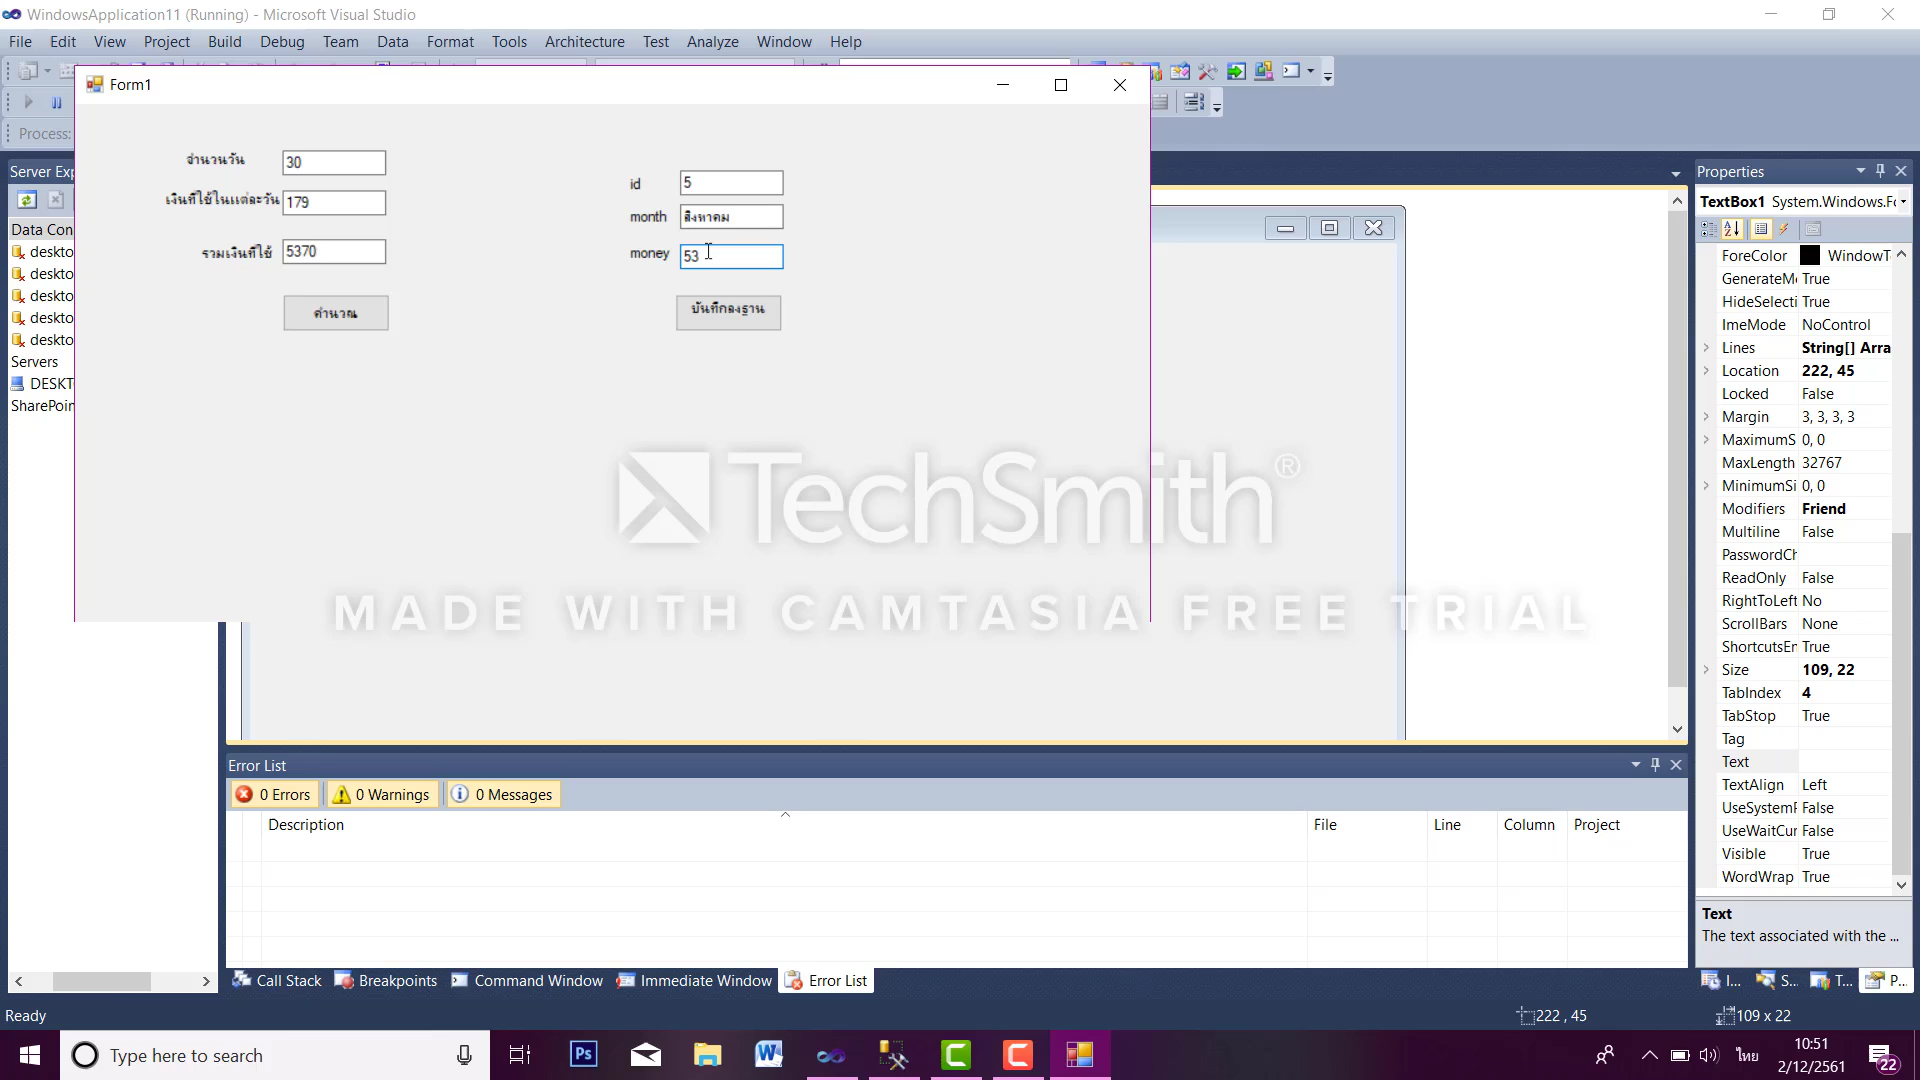 WindowsApplication11 (Running) - Microsoft Visual Studio
File Edit View Project Build Debug Team Data Format Tools Architecture Test Analyze Window Help
Process:
Form1
จำนวนวัน 30
เงินที่ใช้ในแต่ละวัน 179
รวมเงินที่ใช้ 5370
คำนวณ
id 5
month สิงหาคม
money 53
บันทึกลงฐาน
Server Exp
Data Con
deskto
deskto
deskto
deskto
deskto
Servers
DESKT
SharePoin
TechSmith®
MADE WITH CAMTASIA FREE TRIAL
Properties
TextBox1 System.Windows.Fo
ForeColor WindowT
GenerateMe True
HideSelecti True
ImeMode NoControl
Lines String[] Arra
Location 222, 45
Locked False
Margin 3, 3, 3, 3
MaximumS 0, 0
MaxLength 32767
MinimumSi 0, 0
Modifiers Friend
Multiline False
PasswordCh
ReadOnly False
RightToLeft No
ScrollBars None
ShortcutsEn True
Size 109, 22
TabIndex 4
TabStop True
Tag
Text
TextAlign Left
UseSystemP False
UseWaitCur False
Visible True
WordWrap True
Text
The text associated with the ...
I... S... T... P...
Error List
0 Errors 0 Warnings 0 Messages
Description File Line Column Project
Call Stack Breakpoints Command Window Immediate Window Error List
Ready 222 , 45 109 x 22
Type here to search
ไทย
10:51
2/12/2561
22